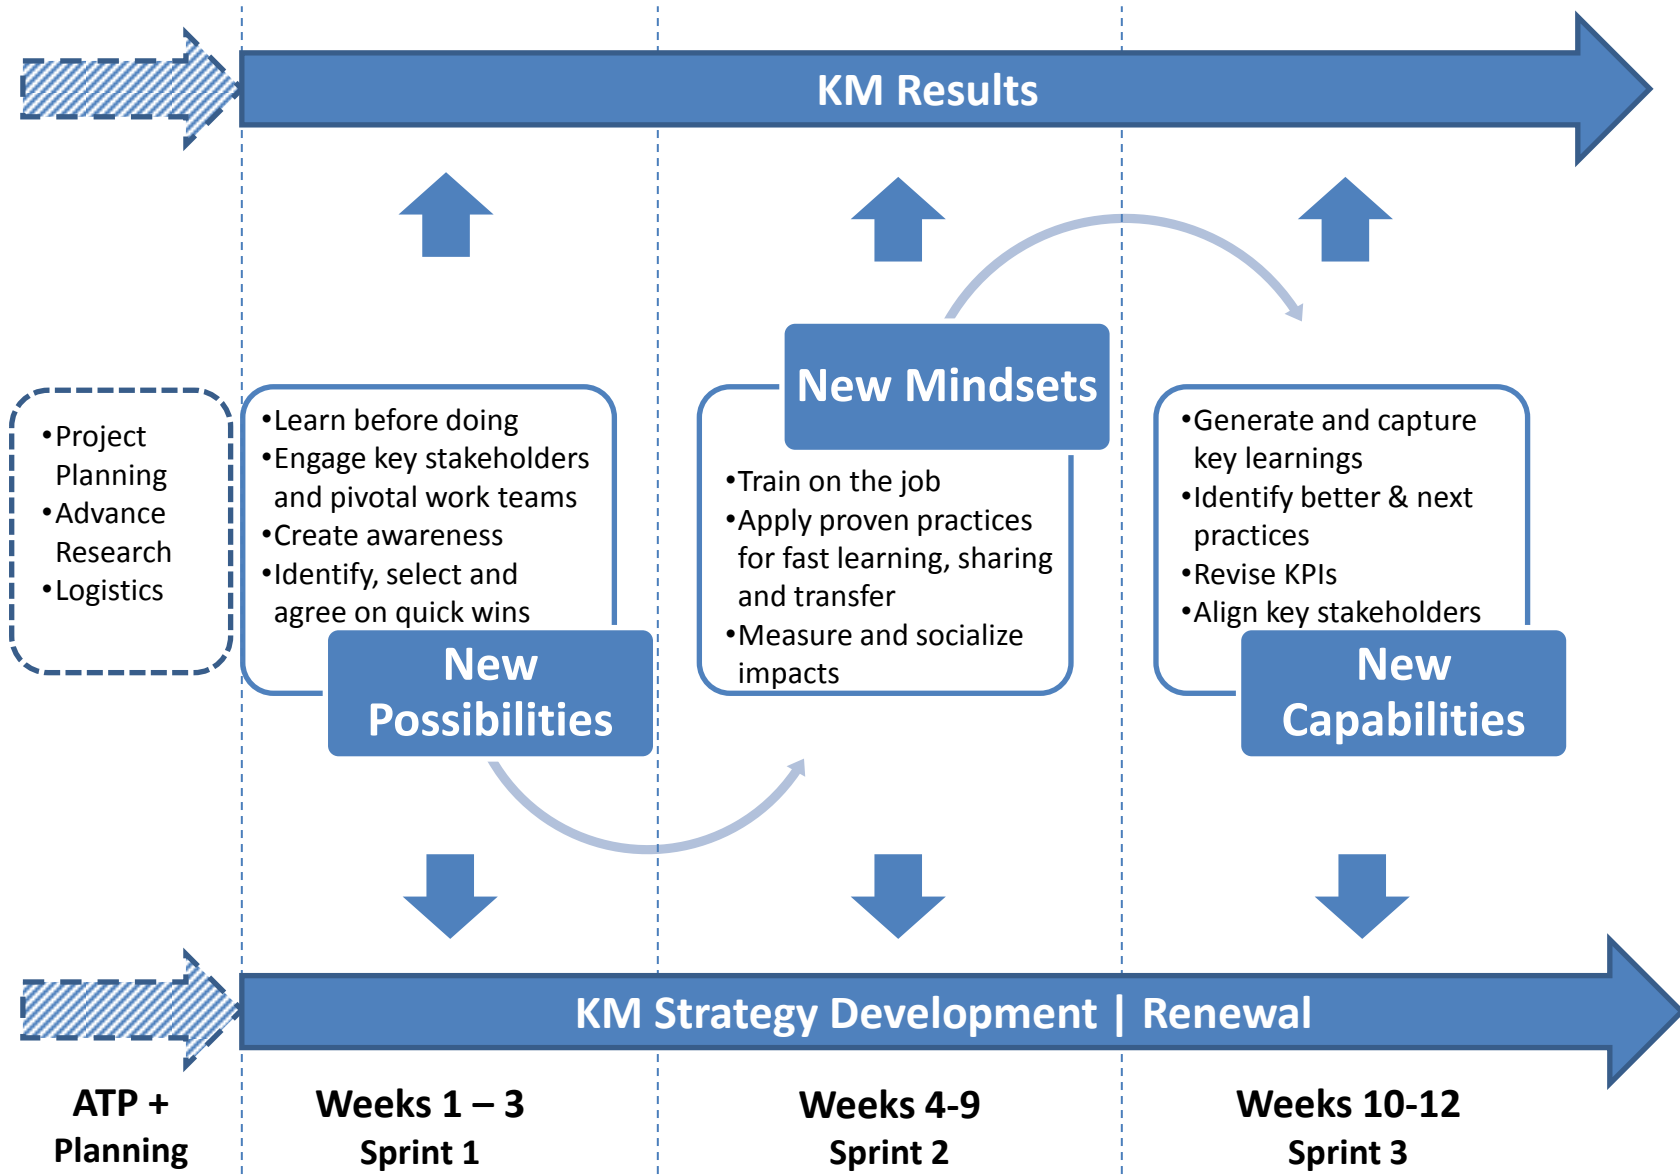 KM Results
•Project
Planning
•Advance
Research
•Logistics
•Learn before doing
•Engage key stakeholders
and pivotal work teams
•Create awareness
•Identify, select and
agree on quick wins
New
Possibilities
New Mindsets
•Train on the job
•Apply proven practices
for fast learning, sharing
and transfer
•Measure and socialize
impacts
•Generate and capture
key learnings
•Identify better & next
practices
•Revise KPIs
•Align key stakeholders
New
Capabilities
KM Strategy Development | Renewal
ATP +
Planning
Weeks 1 – 3
Sprint 1
Weeks 4-9
Sprint 2
Weeks 10-12
Sprint 3